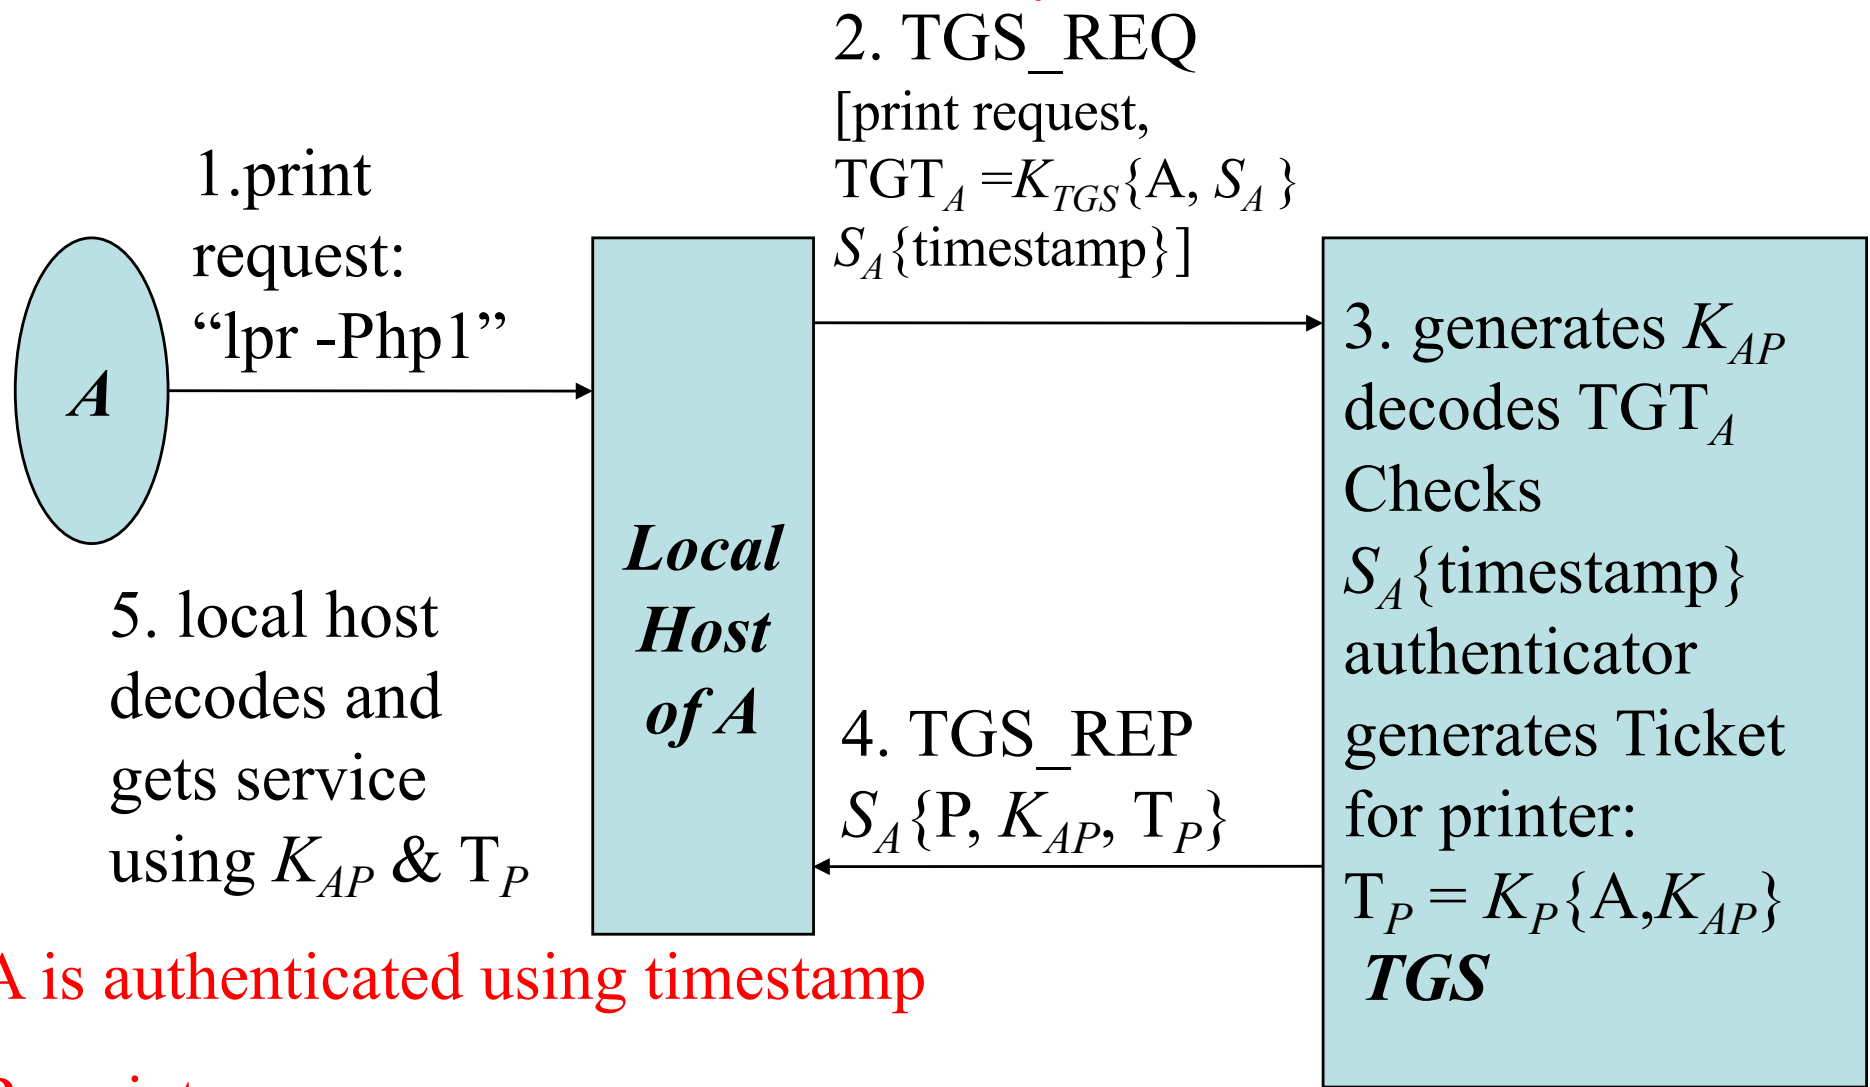 2. TGS_REQ
[print request,
TGT_A =K_TGS{A, S_A }
S_A{timestamp}]
1.print
request:
“lpr -Php1”
A
Local
Host
of A
3. generates K_AP
decodes TGT_A
Checks
S_A{timestamp}
authenticator
generates Ticket
for printer:
T_P = K_P{A,K_AP}
TGS
4. TGS_REP
S_A{P, K_AP, T_P}
5. local host
decodes and
gets service
using K_AP & T_P
A is authenticated using timestamp